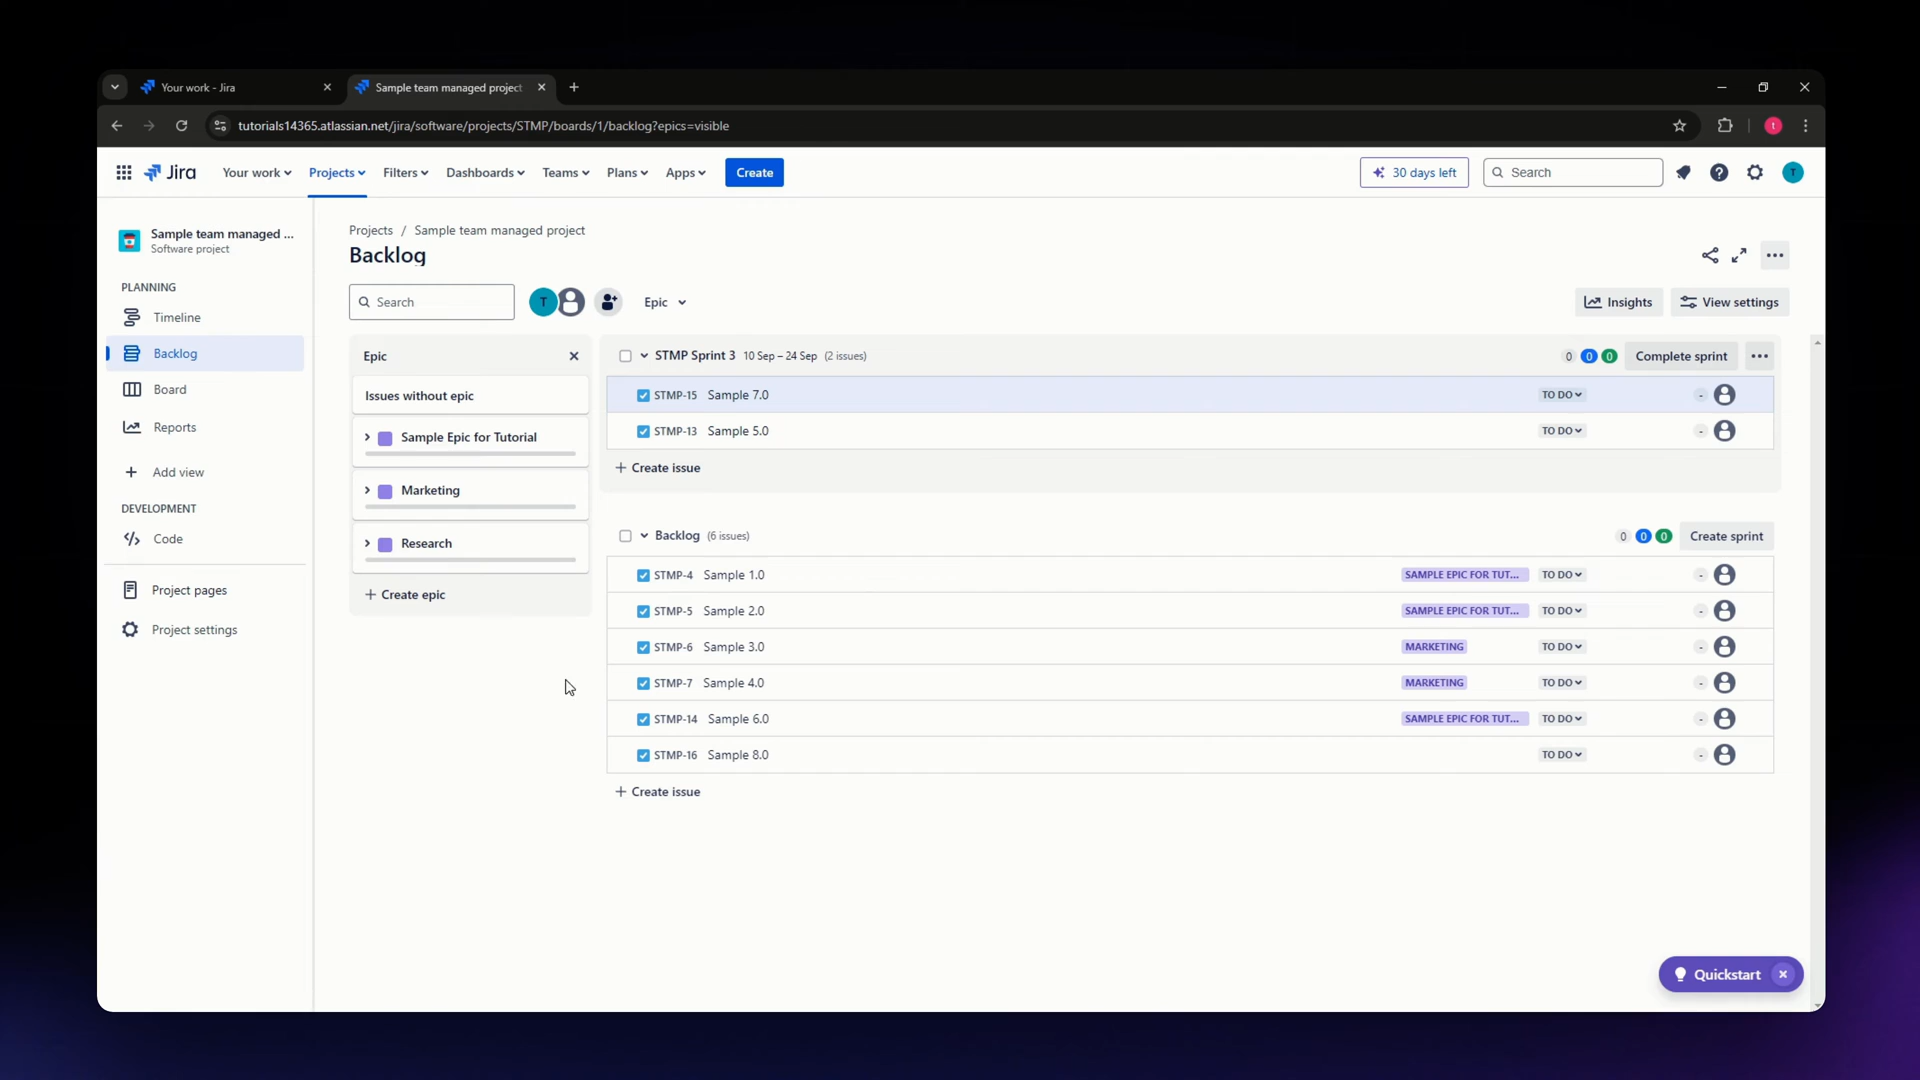 Your work - Jira
Sample team managed project
tutorials14365.atlassian.net/jira/software/projects/STMP/boards/1/backlog?epics=visible
t
Jira
Your work
Projects
Filters
Dashboards
Teams
Plans
Apps
Create
30 days left
Search
T
Sample team managed ...
Software project
PLANNING
Timeline
Backlog
Board
Reports
Add view
DEVELOPMENT
Code
Project pages
Project settings
Projects / Sample team managed project
Backlog
Search
T
Epic
Insights
View settings
Epic
Issues without epic
Sample Epic for Tutorial
Marketing
Research
+ Create epic
STMP Sprint 3 10 Sep – 24 Sep (2 issues)
0 0 0
Complete sprint
STMP-15 Sample 7.0 TO DO -
STMP-13 Sample 5.0 TO DO -
+ Create issue
Backlog (6 issues)
0 0 0
Create sprint
STMP-4 Sample 1.0 SAMPLE EPIC FOR TUT... TO DO -
STMP-5 Sample 2.0 SAMPLE EPIC FOR TUT... TO DO -
STMP-6 Sample 3.0 MARKETING TO DO -
STMP-7 Sample 4.0 MARKETING TO DO -
STMP-14 Sample 6.0 SAMPLE EPIC FOR TUT... TO DO -
STMP-16 Sample 8.0 TO DO -
+ Create issue
Quickstart